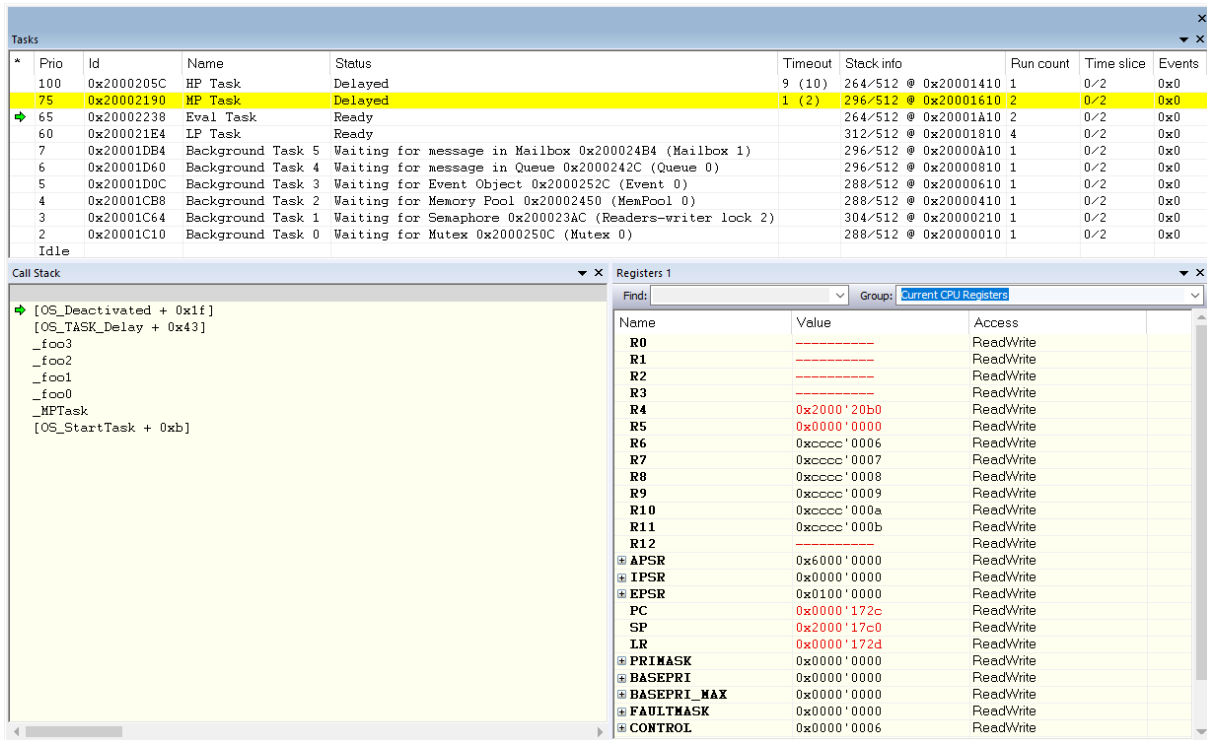 Tasks
* Prio Id Name Status Timeout Stack info Run count Time slice Events
100 0x2000205C HP Task Delayed 9 (10) 264/512 @ 0x20001410 1 0/2 0x0
75 0x20002190 MP Task Delayed 1 (2) 296/512 @ 0x20001610 2 0/2 0x0
65 0x20002238 Eval Task Ready 264/512 @ 0x20001A10 2 0/2 0x0
60 0x200021E4 LP Task Ready 312/512 @ 0x20001810 4 0/2 0x0
7 0x20001DB4 Background Task 5 Waiting for message in Mailbox 0x200024B4 (Mailbox 1) 296/512 @ 0x20000A10 1 0/2 0x0
6 0x20001D60 Background Task 4 Waiting for message in Queue 0x2000242C (Queue 0) 296/512 @ 0x20000810 1 0/2 0x0
5 0x20001D0C Background Task 3 Waiting for Event Object 0x2000252C (Event 0) 288/512 @ 0x20000610 1 0/2 0x0
4 0x20001CB8 Background Task 2 Waiting for Memory Pool 0x20002450 (MemPool 0) 288/512 @ 0x20000410 1 0/2 0x0
3 0x20001C64 Background Task 1 Waiting for Semaphore 0x200023AC (Readers-writer lock 2) 304/512 @ 0x20000210 1 0/2 0x0
2 0x20001C10 Background Task 0 Waiting for Mutex 0x2000250C (Mutex 0) 288/512 @ 0x20000010 1 0/2 0x0
Idle
Call Stack
[OS_Deactivated + 0x1f]
[OS_TASK_Delay + 0x43]
_foo3
_foo2
_foo1
_foo0
_MPTask
[OS_StartTask + 0xb]
Registers 1
Find: Group: Current CPU Registers
Name Value Access
R0 ---------- ReadWrite
R1 ---------- ReadWrite
R2 ---------- ReadWrite
R3 ---------- ReadWrite
R4 0x2000'20b0 ReadWrite
R5 0x0000'0000 ReadWrite
R6 0xcccc'0006 ReadWrite
R7 0xcccc'0007 ReadWrite
R8 0xcccc'0008 ReadWrite
R9 0xcccc'0009 ReadWrite
R10 0xcccc'000a ReadWrite
R11 0xcccc'000b ReadWrite
R12 ---------- ReadWrite
APSR 0x6000'0000 ReadWrite
IPSR 0x0000'0000 ReadWrite
EPSR 0x0100'0000 ReadWrite
PC 0x0000'172c ReadWrite
SP 0x2000'17c0 ReadWrite
LR 0x0000'172d ReadWrite
PRIMASK 0x0000'0000 ReadWrite
BASEPRI 0x0000'0000 ReadWrite
BASEPRI_MAX 0x0000'0000 ReadWrite
FAULTMASK 0x0000'0000 ReadWrite
CONTROL 0x0000'0006 ReadWrite